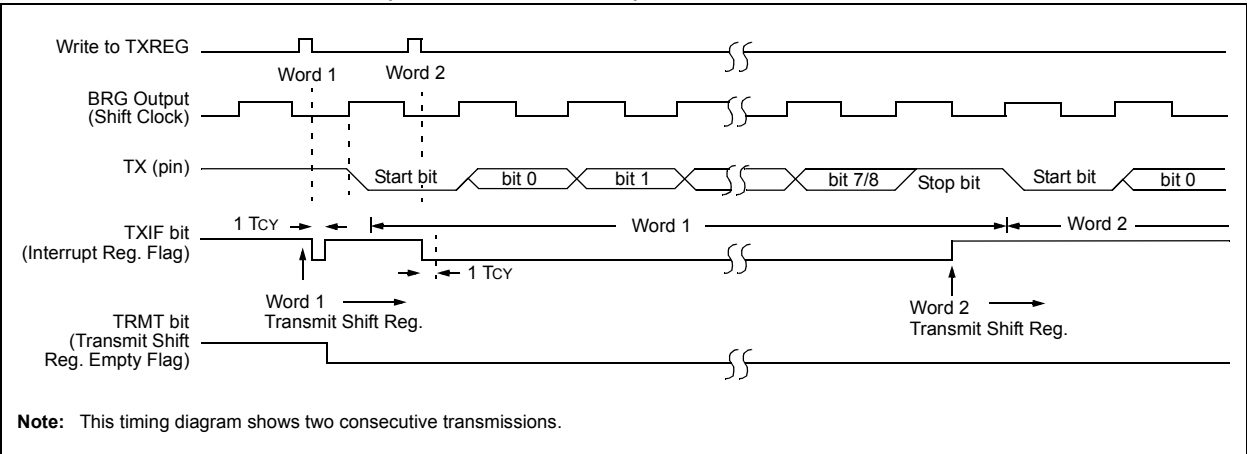 Write to TXREG
Word 1
Word 2
BRG Output
(Shift Clock)
TX (pin)
Start bit
bit 0
bit 1
bit 7/8
Stop bit
Start bit
bit 0
1 TCY
Word 1
Word 2
TXIF bit
(Interrupt Reg. Flag)
1 TCY
Word 1
Transmit Shift Reg.
Word 2
Transmit Shift Reg.
TRMT bit
(Transmit Shift
Reg. Empty Flag)
Note: This timing diagram shows two consecutive transmissions.